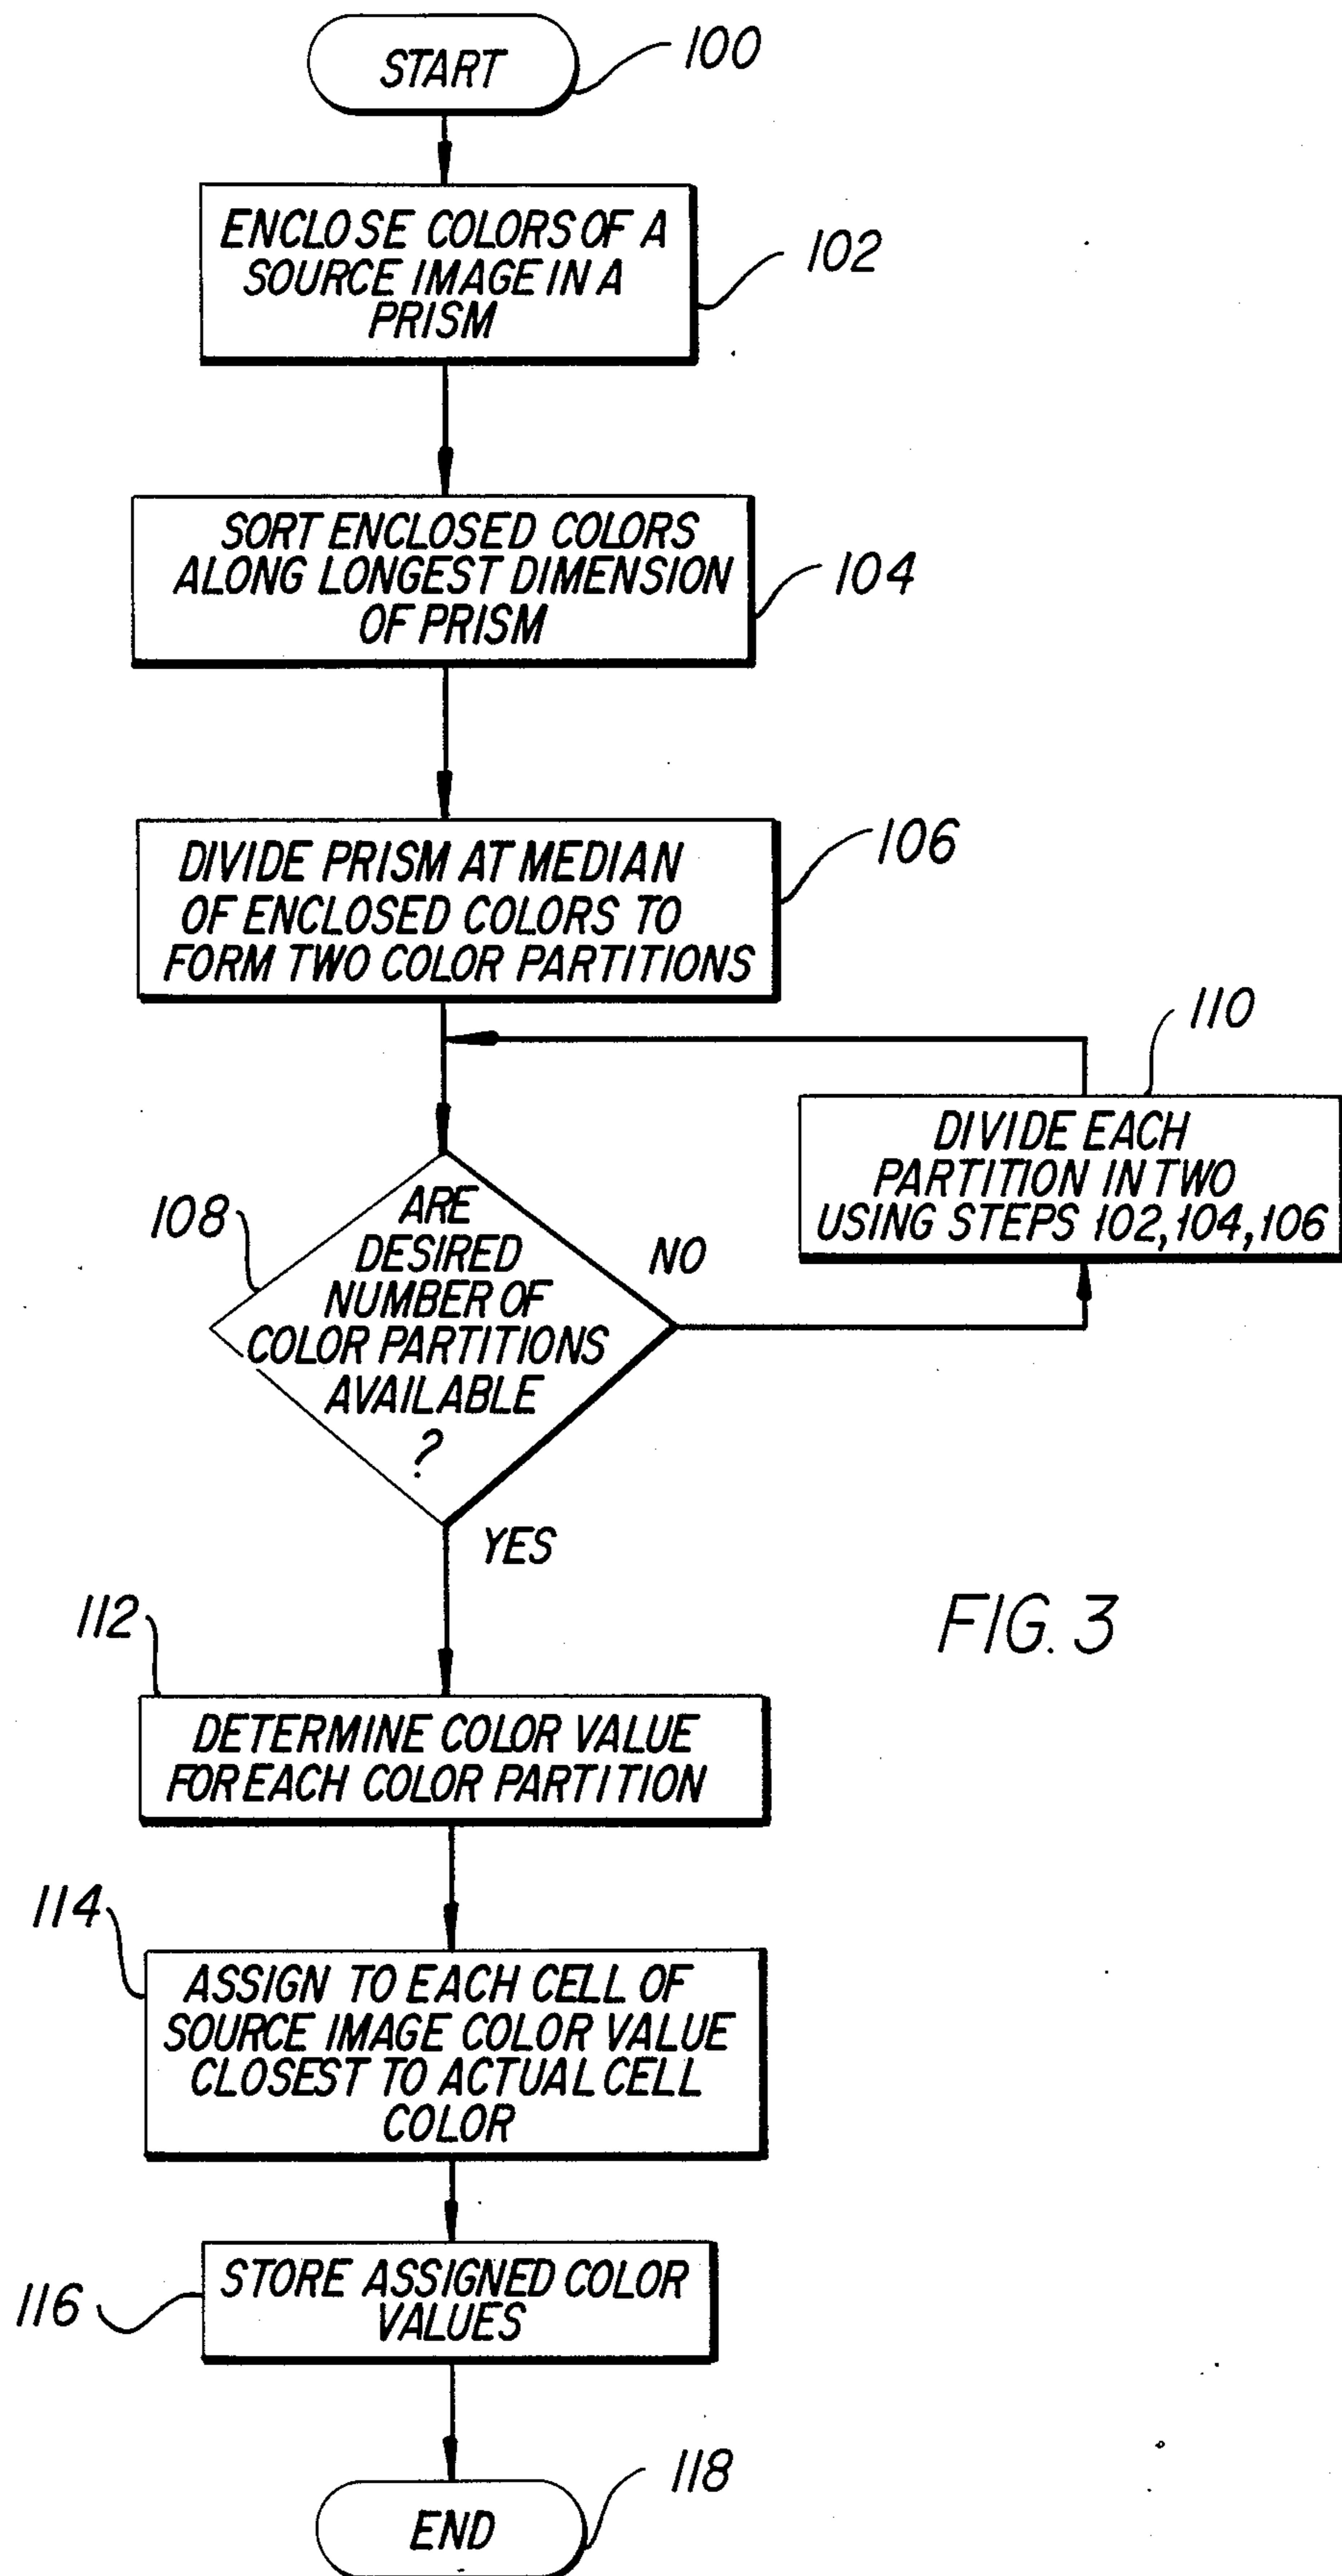 START
100
ENCLOSE COLORS OF A
SOURCE IMAGE IN A
PRISM
102
SORT ENCLOSED COLORS
ALONG LONGEST DIMENSION
OF PRISM
104
DIVIDE PRISM AT MEDIAN
OF ENCLOSED COLORS TO
FORM TWO COLOR PARTITIONS
106
110
DIVIDE EACH
PARTITION IN TWO
USING STEPS 102, 104, 106
108
ARE
DESIRED
NUMBER OF
COLOR PARTITIONS
AVAILABLE
?
NO
YES
FIG. 3
112
DETERMINE COLOR VALUE
FOR EACH COLOR PARTITION
114
ASSIGN TO EACH CELL OF
SOURCE IMAGE COLOR VALUE
CLOSEST TO ACTUAL CELL
COLOR
116
STORE ASSIGNED COLOR
VALUES
118
END